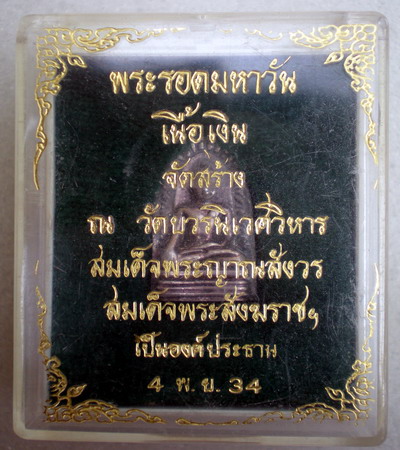 พระรอดมหาวัน
เนื้อเงิน
จัดสร้าง
ณ วัดบวรนิเวศวิหาร
สมเด็จพระญาณสังวร
สมเด็จพระสังฆราชฯ
เป็นองค์ประธาน
4 พ.ย. 34